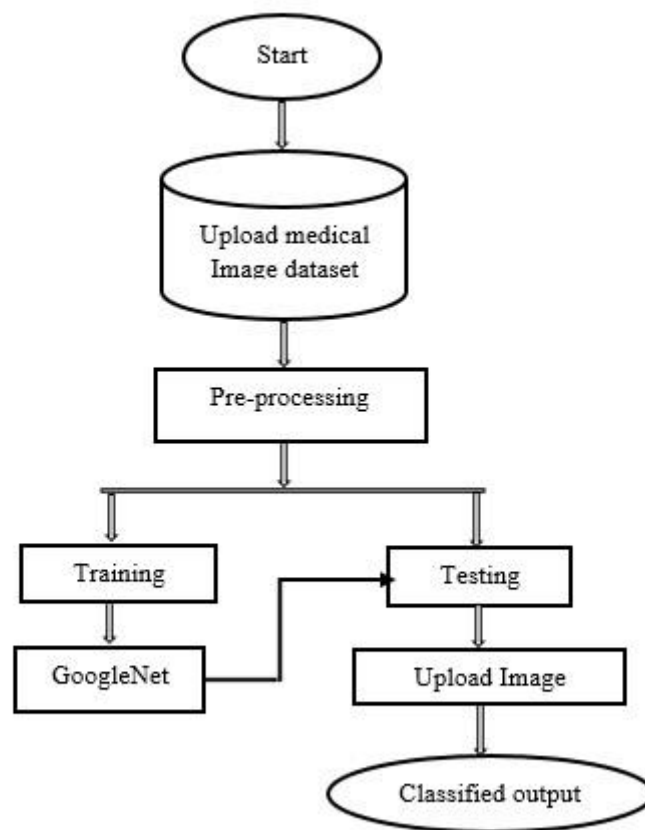 Start
Upload medical
Image dataset
Pre-processing
Training
Testing
GoogleNet
Upload Image
Classified output